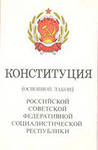 КОНСТИТУЦИЯ
(ОСНОВНОЙ ЗАКОН)
РОССИЙСКОЙ
СОВЕТСКОЙ
ФЕДЕРАТИВНОЙ
СОЦИАЛИСТИЧЕСКОЙ
РЕСПУБЛИКИ